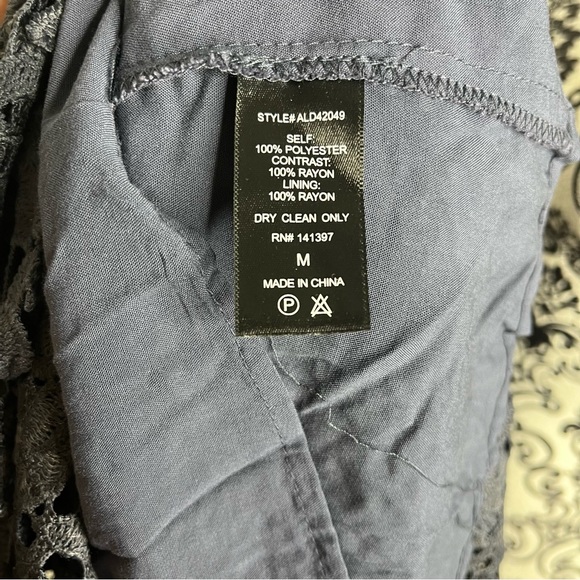 STYLE# ALD42049
SELF:
100% POLYESTER
CONTRAST:
100% RAYON
LINING:
100% RAYON
DRY CLEAN ONLY
RN# 141397
M
MADE IN CHINA
P